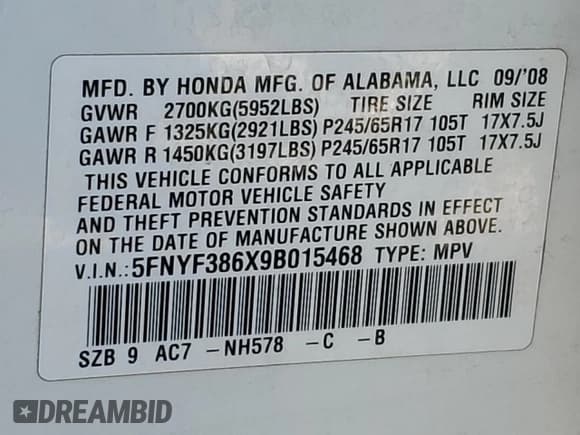 MFD. BY HONDA MFG. OF ALABAMA, LLC 09/'08
GVWR 2700KG(5952LBS) TIRE SIZE RIM SIZE
GAWR F 1325KG(2921LBS) P245/65R17 105T 17X7.5J
GAWR R 1450KG(3197LBS) P245/65R17 105T 17X7.5J
THIS VEHICLE CONFORMS TO ALL APPLICABLE
FEDERAL MOTOR VEHICLE SAFETY
AND THEFT PREVENTION STANDARDS IN EFFECT
ON THE DATE OF MANUFACTURE SHOWN ABOVE.
V.I.N.:5FNYF386X9B015468 TYPE: MPV
SZB 9 AC7 -NH578 -C -B
DREAMBID